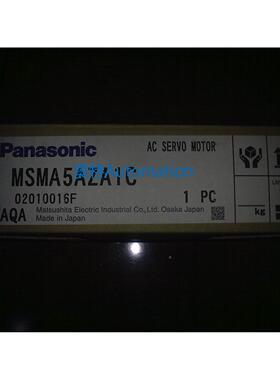 Panasonic
AC SERVO MOTOR
MSMA5AZA1C
Automation
02010016F
1 PC
AQA
Matsushita Electric Industrial Co., Ltd. Osaka Japan
Made in Japan
kg